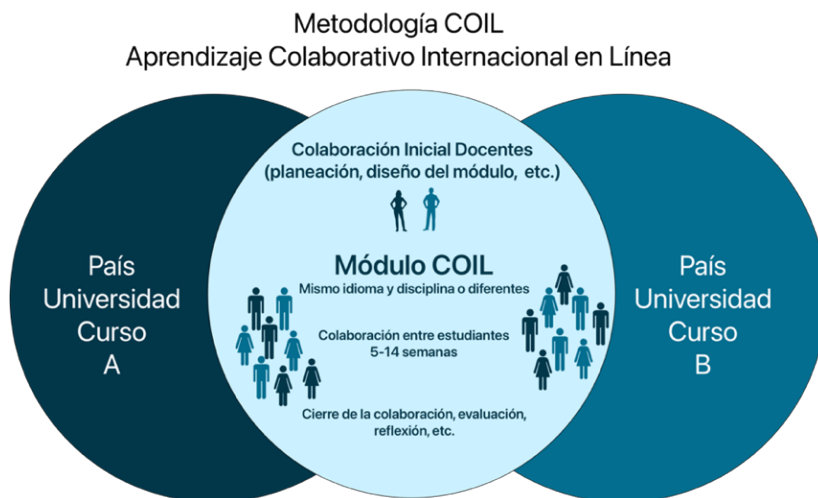 Metodología COIL
Aprendizaje Colaborativo Internacional en Línea
Colaboración Inicial Docentes
(planeación, diseño del módulo, etc.)
País
Universidad
Curso
A
Módulo COIL
Mismo idioma y disciplina o diferentes
Colaboración entre estudiantes
5-14 semanas
Cierre de la colaboración, evaluación,
reflexión, etc.
País
Universidad
Curso
B